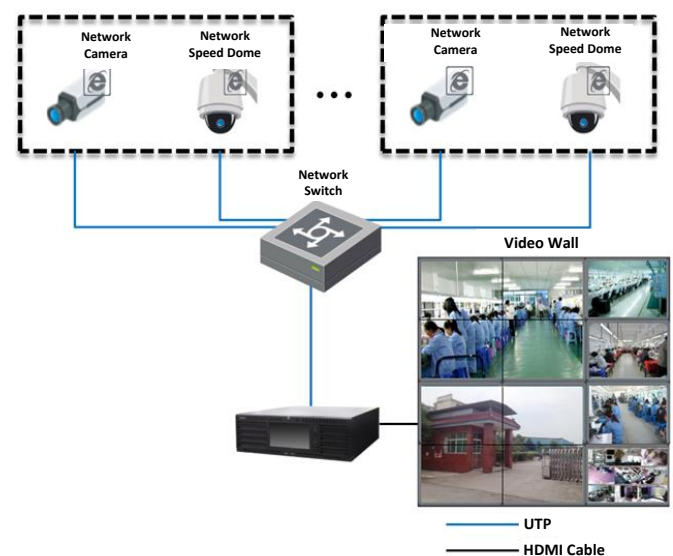 Network
Camera
Network
Speed Dome
Network
Camera
Network
Speed Dome
Network
Switch
Video Wall
UTP
HDMI Cable